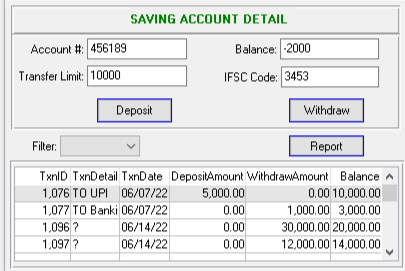 SAVING ACCOUNT DETAIL
Account #: 456189 Balance: -2000
Transfer Limit: 10000 IFSC Code: 3453
Deposit Withdraw
Filter: Report
TxnID TxnDetail TxnDate DepositAmount WithdrawAmount Balance
1,076 TO UPI 06/07/22 5,000.00 0.00 10,000.00
1,077 TO Banki 06/07/22 0.00 1,000.00 3,000.00
1,096 ? 06/14/22 0.00 30,000.00 20,000.00
1,097 ? 06/14/22 0.00 12,000.00 14,000.00